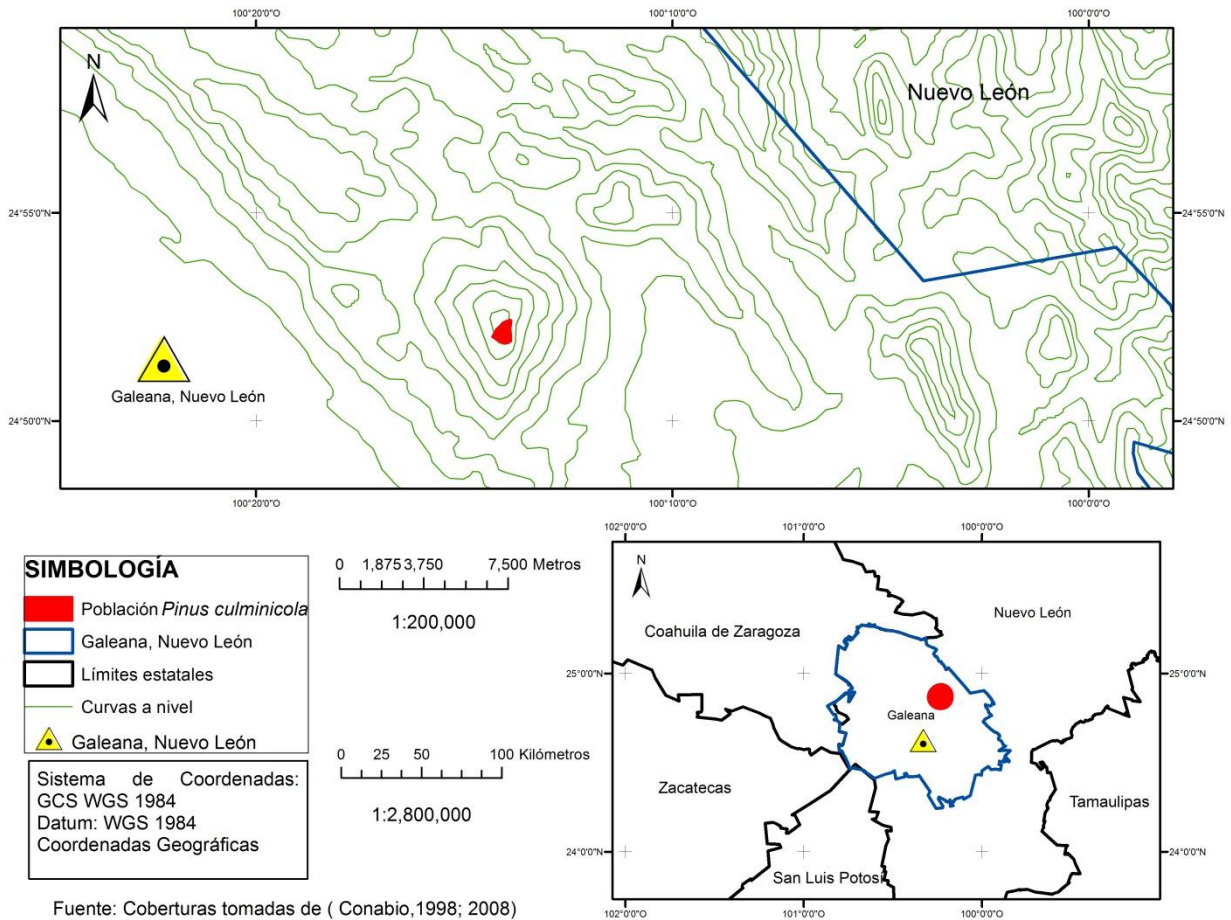 100°20'0"O
100°10'0"O
100°0'0"O
N
Nuevo León
24°55'0"N
24°55'0"N
Galeana, Nuevo León
24°50'0"N
24°50'0"N
100°20'0"O
100°10'0"O
100°0'0"O
SIMBOLOGÍA
Población Pinus culminicola
Galeana, Nuevo León
Límites estatales
Curvas a nivel
Galeana, Nuevo León
Sistema de Coordenadas:
GCS WGS 1984
Datum: WGS 1984
Coordenadas Geográficas
0 1,875 3,750 7,500 Metros
1:200,000
0 25 50 100 Kilómetros
1:2,800,000
102°0'0"O
101°0'0"O
100°0'0"O
N
Nuevo León
Coahuila de Zaragoza
25°0'0"N
25°0'0"N
Galeana
Zacatecas
Tamaulipas
24°0'0"N
24°0'0"N
San Luis Potosí
102°0'0"O
101°0'0"O
100°0'0"O
Fuente: Coberturas tomadas de ( Conabio,1998; 2008)